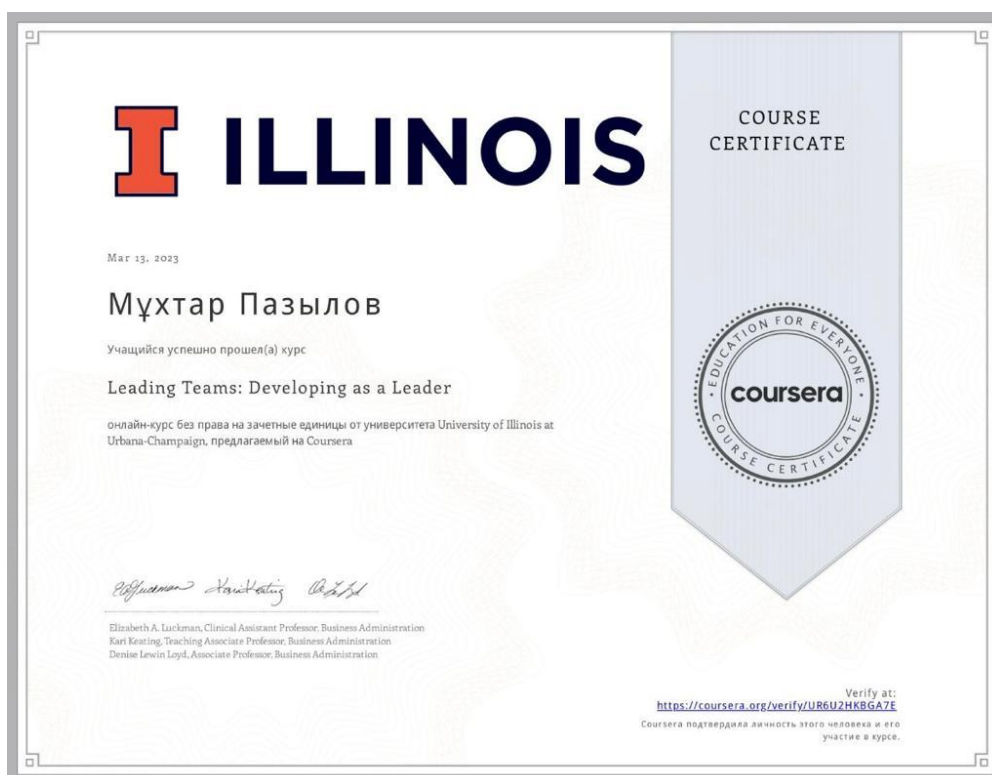 I ILLINOIS
COURSE
CERTIFICATE
Mar 13, 2023
Мұхтар Пазылов
Учащийся успешно прошел(а) курс
Leading Teams: Developing as a Leader
онлайн-курс без права на зачетные единицы от университета University of Illinois at
Urbana-Champaign, предлагаемый на Coursera
EDUCATION FOR EVERYONE
coursera
COURSE CERTIFICATE
Elizabeth A. Luckman, Clinical Assistant Professor, Business Administration
Kari Keating, Teaching Associate Professor, Business Administration
Denise Lewin Loyd, Associate Professor, Business Administration
Verify at:
https://coursera.org/verify/UR6U2HKBGA7E
Coursera подтвердила личность этого человека и его
участие в курсе.